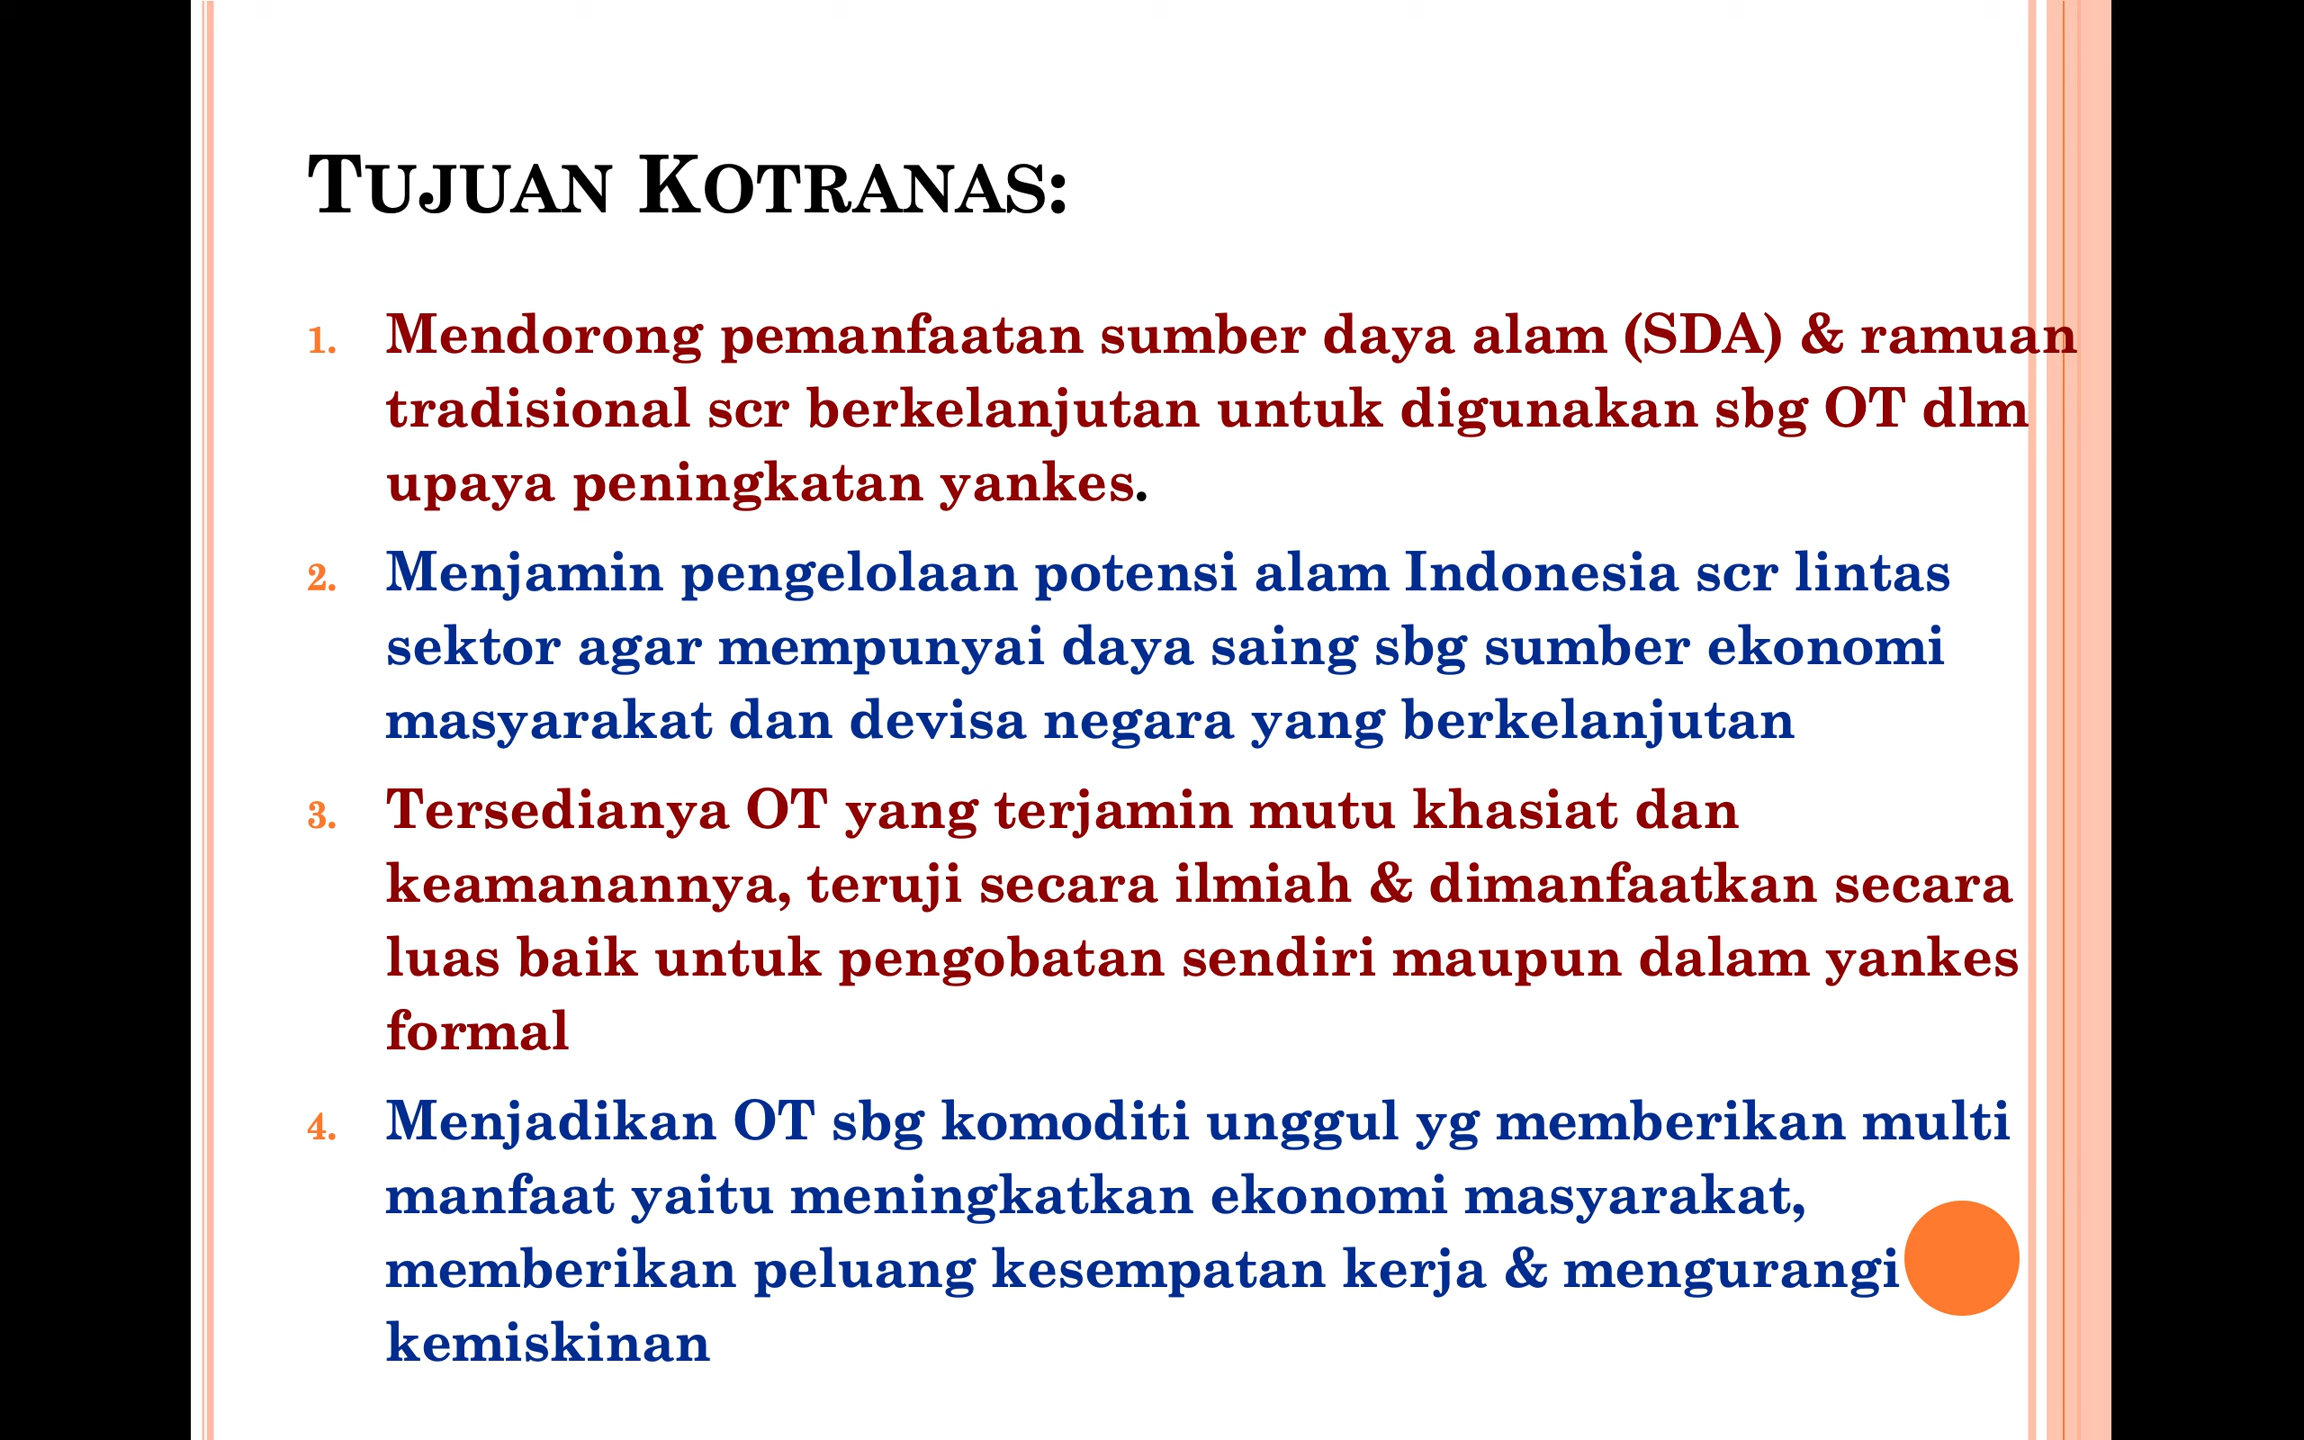 TUJUAN KOTRANAS:
1. Mendorong pemanfaatan sumber daya alam (SDA) & ramuan
tradisional scr berkelanjutan untuk digunakan sbg OT dlm
upaya peningkatan yankes.
2. Menjamin pengelolaan potensi alam Indonesia scr lintas
sektor agar mempunyai daya saing sbg sumber ekonomi
masyarakat dan devisa negara yang berkelanjutan
3. Tersedianya OT yang terjamin mutu khasiat dan
keamanannya, teruji secara ilmiah & dimanfaatkan secara
luas baik untuk pengobatan sendiri maupun dalam yankes
formal
4. Menjadikan OT sbg komoditi unggul yg memberikan multi
manfaat yaitu meningkatkan ekonomi masyarakat,
memberikan peluang kesempatan kerja & mengurangi
kemiskinan